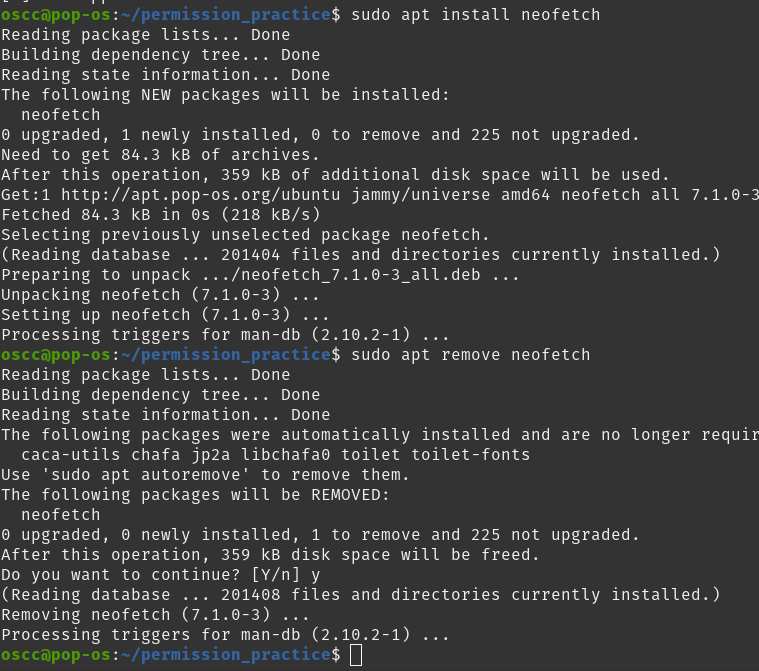 oscc@pop-os:~/permission_practice$ sudo apt install neofetch
Reading package lists... Done
Building dependency tree... Done
Reading state information... Done
The following NEW packages will be installed:
  neofetch
0 upgraded, 1 newly installed, 0 to remove and 225 not upgraded.
Need to get 84.3 kB of archives.
After this operation, 359 kB of additional disk space will be used.
Get:1 http://apt.pop-os.org/ubuntu jammy/universe amd64 neofetch all 7.1.0-3
Fetched 84.3 kB in 0s (218 kB/s)
Selecting previously unselected package neofetch.
(Reading database ... 201404 files and directories currently installed.)
Preparing to unpack .../neofetch_7.1.0-3_all.deb ...
Unpacking neofetch (7.1.0-3) ...
Setting up neofetch (7.1.0-3) ...
Processing triggers for man-db (2.10.2-1) ...
oscc@pop-os:~/permission_practice$ sudo apt remove neofetch
Reading package lists... Done
Building dependency tree... Done
Reading state information... Done
The following packages were automatically installed and are no longer requir
  caca-utils chafa jp2a libchafa0 toilet toilet-fonts
Use 'sudo apt autoremove' to remove them.
The following packages will be REMOVED:
  neofetch
0 upgraded, 0 newly installed, 1 to remove and 225 not upgraded.
After this operation, 359 kB disk space will be freed.
Do you want to continue? [Y/n] y
(Reading database ... 201408 files and directories currently installed.)
Removing neofetch (7.1.0-3) ...
Processing triggers for man-db (2.10.2-1) ...
oscc@pop-os:~/permission_practice$